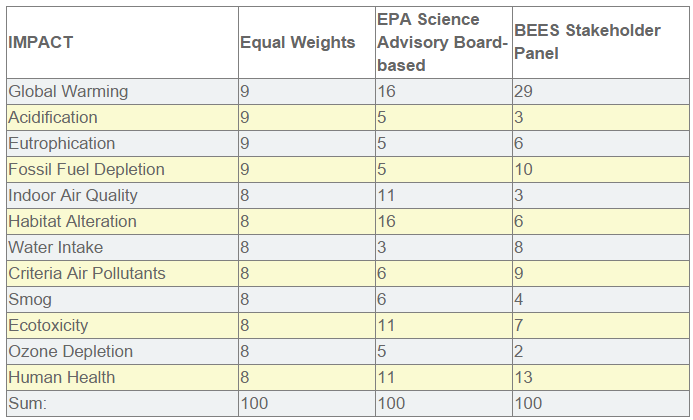 IMPACT Equal Weights EPA Science Advisory Board-based BEES Stakeholder Panel
Global Warming 9 16 29
Acidification 9 5 3
Eutrophication 9 5 6
Fossil Fuel Depletion 9 5 10
Indoor Air Quality 8 11 3
Habitat Alteration 8 16 6
Water Intake 8 3 8
Criteria Air Pollutants 8 6 9
Smog 8 6 4
Ecotoxicity 8 11 7
Ozone Depletion 8 5 2
Human Health 8 11 13
Sum: 100 100 100